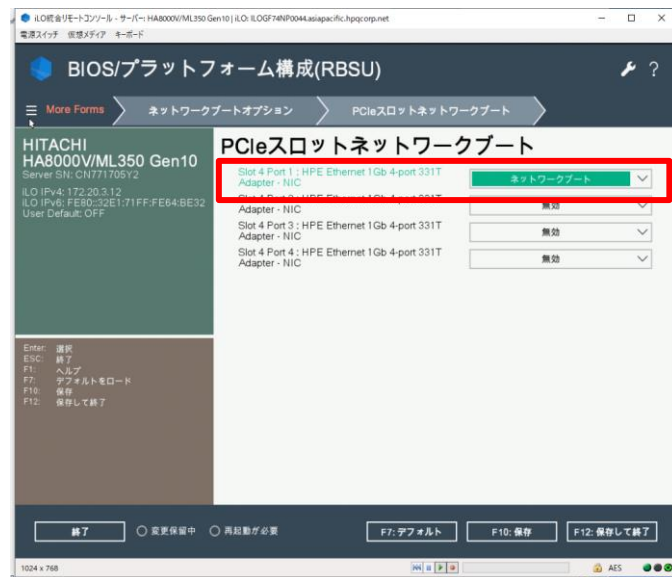 iLO統合リモートコンソール - サーバー: HA8000V/ML350 Gen10 | iLO: ILOGF74NP0044.asiapacific.hpqcorp.net
電源スイッチ 仮想メディア キーボード
BIOS/プラットフォーム構成(RBSU)
?
More Forms
ネットワークブートオプション
PCIeスロットネットワークブート
HITACHI
HA8000V/ML350 Gen10
Server SN: CN771705Y2
iLO IPv4: 172.20.3.12
iLO IPv6: FE80::32E1:71FF:FE64:BE32
User Default: OFF
Enter: 選択
ESC: 終了
F1: ヘルプ
F7: デフォルトをロード
F10: 保存
F12: 保存して終了
PCIeスロットネットワークブート
Slot 4 Port 1 : HPE Ethernet 1Gb 4-port 331T
Adapter - NIC
ネットワークブート
Adapter - NIC
無効
Slot 4 Port 3 : HPE Ethernet 1Gb 4-port 331T
Adapter - NIC
無効
Slot 4 Port 4 : HPE Ethernet 1Gb 4-port 331T
Adapter - NIC
無効
終了
変更保留中
再起動が必要
F7: デフォルト
F10: 保存
F12: 保存して終了
1024 x 768
AES